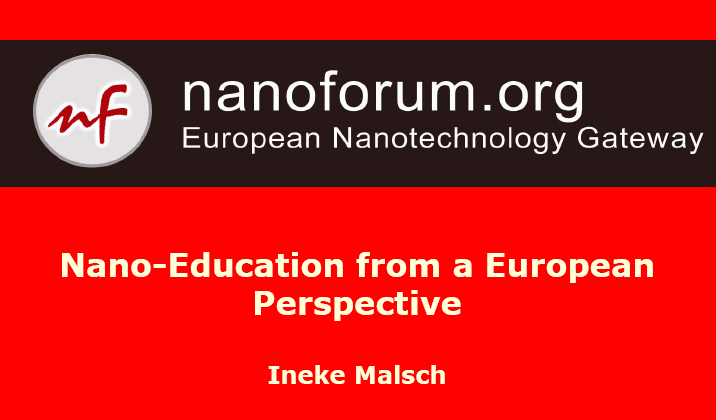 nf
nanoforum.org
European Nanotechnology Gateway
Nano-Education from a European
Perspective
Ineke Malsch